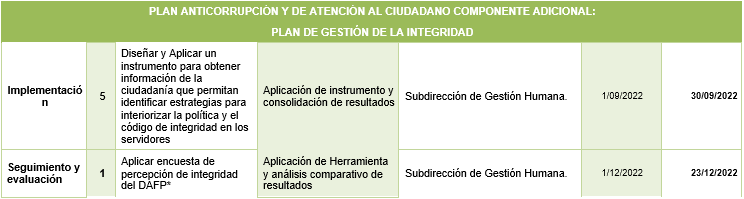 PLAN ANTICORRUPCIÓN Y DE ATENCIÓN AL CIUDADANO COMPONENTE ADICIONAL:
PLAN DE GESTIÓN DE LA INTEGRIDAD
Implementació
n
5
Diseñar y Aplicar un
instrumento para obtener
información de la
ciudadanía que permitan
identificar estrategias para
interiorizar la política y el
código de integridad en los
servidores
Aplicación de instrumento y
consolidación de resultados
Subdirección de Gestión Humana.
1/09/2022
30/09/2022
Seguimiento y
evaluación
1
Aplicar encuesta de
percepción de integridad
del DAFP*
Aplicación de Herramienta
y análisis comparativo de
resultados
Subdirección de Gestión Humana.
1/12/2022
23/12/2022